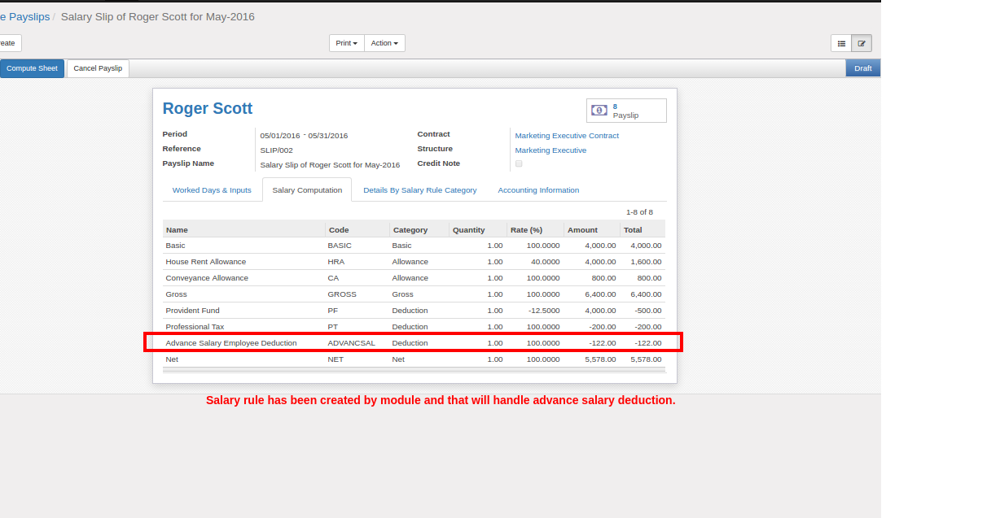 e Payslips / Salary Slip of Roger Scott for May-2016
reate Print Action
Compute Sheet Cancel Payslip Draft
Roger Scott
8
Payslip
Period 05/01/2016 - 05/31/2016 Contract Marketing Executive Contract
Reference SLIP/002 Structure Marketing Executive
Payslip Name Salary Slip of Roger Scott for May-2016 Credit Note
Worked Days & Inputs Salary Computation Details By Salary Rule Category Accounting Information
1-8 of 8
Name Code Category Quantity Rate (%) Amount Total
Basic BASIC Basic 1.00 100.0000 4,000.00 4,000.00
House Rent Allowance HRA Allowance 1.00 40.0000 4,000.00 1,600.00
Conveyance Allowance CA Allowance 1.00 100.0000 800.00 800.00
Gross GROSS Gross 1.00 100.0000 6,400.00 6,400.00
Provident Fund PF Deduction 1.00 -12.5000 4,000.00 -500.00
Professional Tax PT Deduction 1.00 100.0000 -200.00 -200.00
Advance Salary Employee Deduction ADVANCSAL Deduction 1.00 100.0000 -122.00 -122.00
Net NET Net 1.00 100.0000 5,578.00 5,578.00
Salary rule has been created by module and that will handle advance salary deduction.